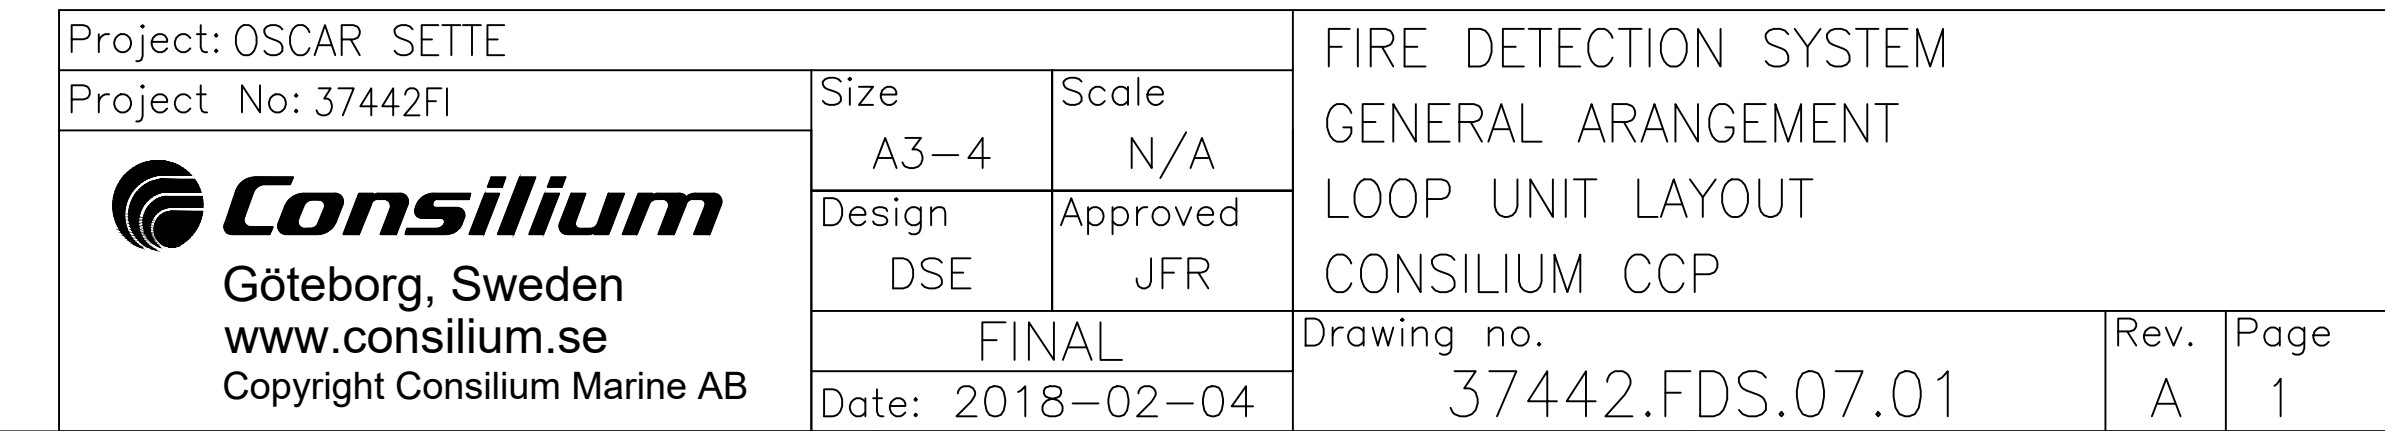 Project: OSCAR SETTE
Project No: 37442FI
Consilium
Göteborg, Sweden
www.consilium.se
Copyright Consilium Marine AB
Size
A3-4
Scale
N/A
Design
DSE
Approved
JFR
FINAL
Date: 2018-02-04
FIRE DETECTION SYSTEM
GENERAL ARANGEMENT
LOOP UNIT LAYOUT
CONSILIUM CCP
Drawing no.
37442.FDS.07.01
Rev.
A
Page
1